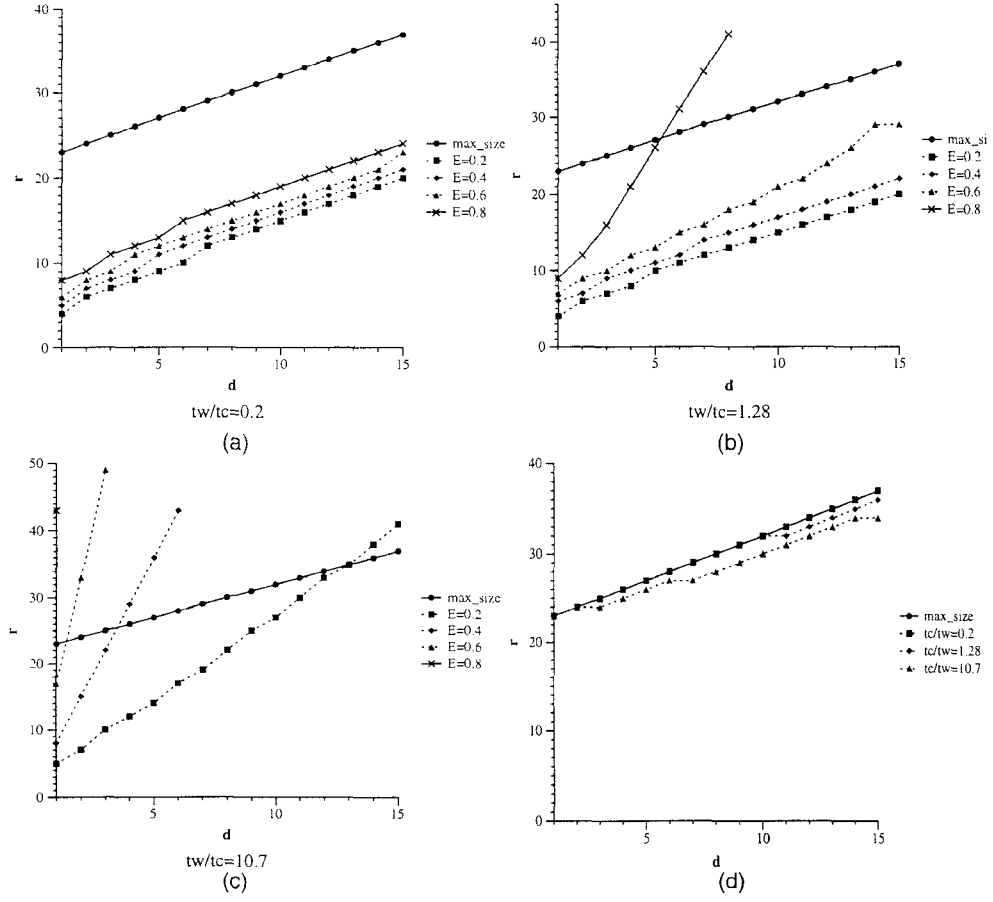 40
30
20
10
0
r
5
10
15
d
max_size
E=0.2
E=0.4
E=0.6
E=0.8
tw/tc=0.2
(a)
40
30
20
10
0
r
5
10
15
d
max_si
E=0.2
E=0.4
E=0.6
E=0.8
tw/tc=1.28
(b)
50
40
30
20
10
0
r
5
10
15
d
max_size
E=0.2
E=0.4
E=0.6
E=0.8
tw/tc=10.7
(c)
40
30
20
10
0
r
5
10
15
d
max_size
tc/tw=0.2
tc/tw=1.28
tc/tw=10.7
(d)